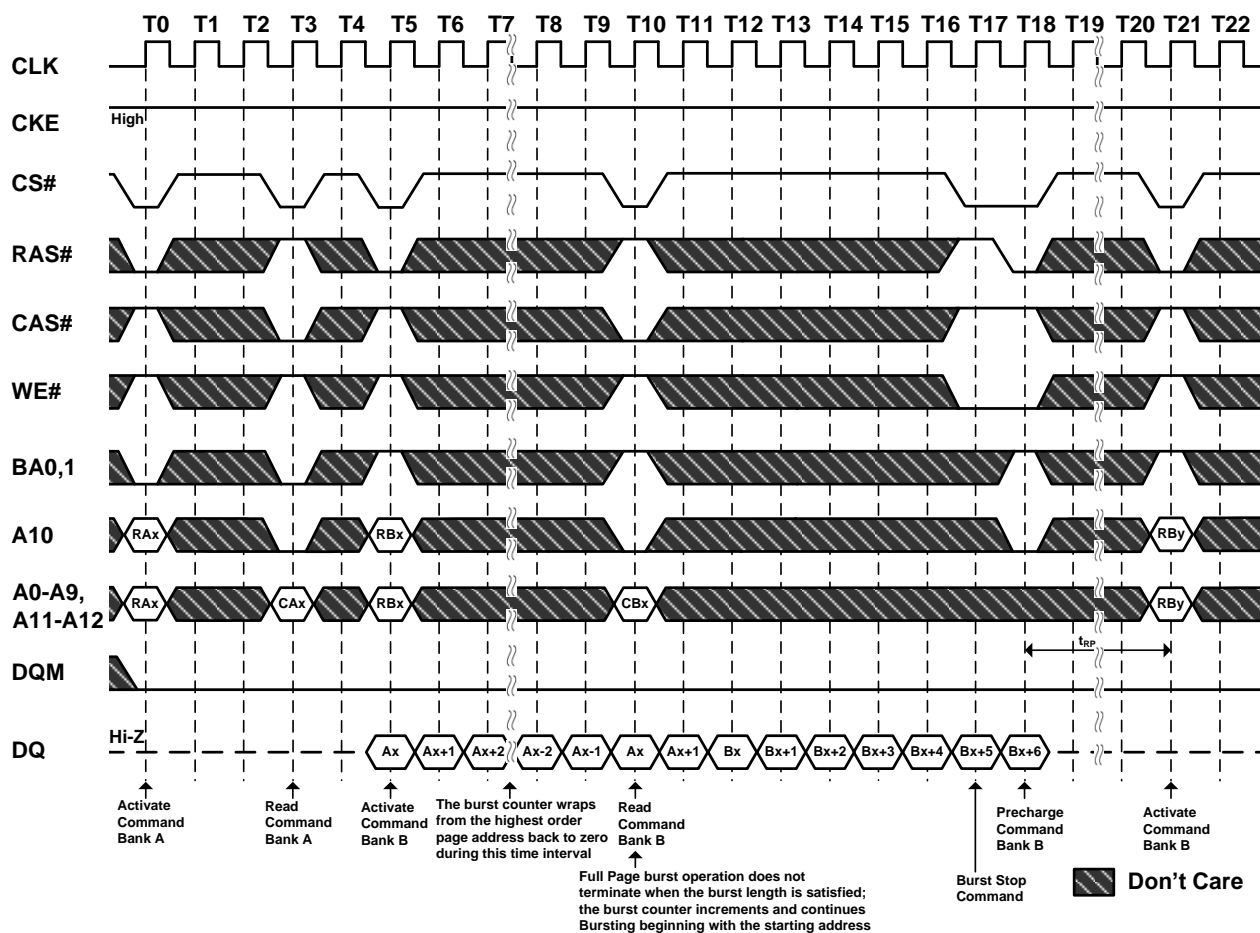 T0 T1 T2 T3 T4 T5 T6 T7 T8 T9 T10 T11 T12 T13 T14 T15 T16 T17 T18 T19 T20 T21 T22
CLK
CKE
High
CS#
RAS#
CAS#
WE#
BA0,1
A10
RAx RBx RBy
A0-A9,
A11-A12
RAx CAx RBx CBx RBy
tRP
DQM
DQ
Hi-Z
Ax Ax+1 Ax+2 Ax-2 Ax-1 Ax Ax+1 Bx Bx+1 Bx+2 Bx+3 Bx+4 Bx+5 Bx+6
Activate
Command
Bank A
Read
Command
Bank A
Activate
Command
Bank B
The burst counter wraps
from the highest order
page address back to zero
during this time interval
Read
Command
Bank B
Full Page burst operation does not
terminate when the burst length is satisfied;
the burst counter increments and continues
Bursting beginning with the starting address
Burst Stop
Command
Precharge
Command
Bank B
Activate
Command
Bank B
Don't Care